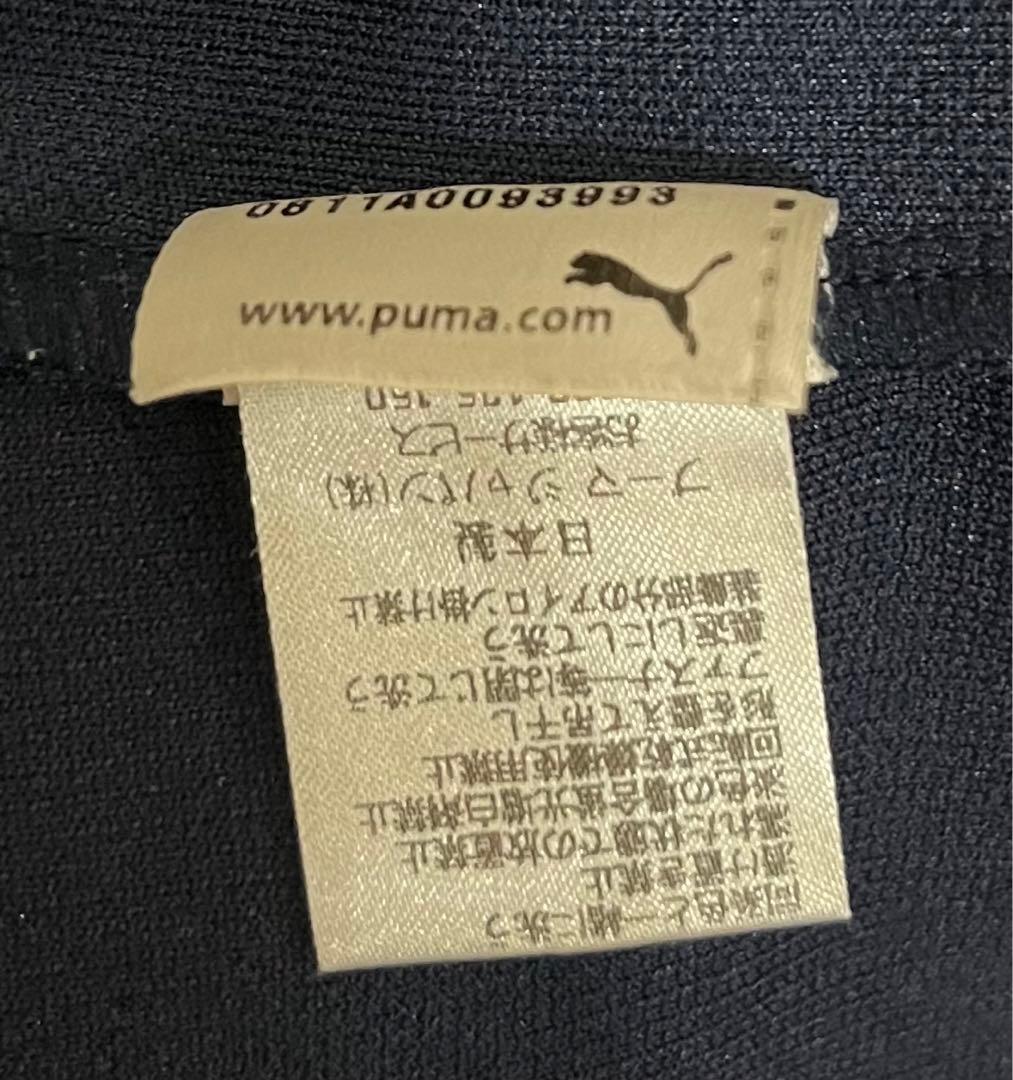 0811A0093993
www.puma.com
同系色と一緒に洗う
漬け置き禁止
濡れた状態での放置禁止
淡色の場合蛍光増白剤禁止
回転式乾燥機使用禁止
形を整えて吊干し
ファスナー等は閉じて洗う
裏返しにして洗う
装飾部分のアイロン掛け禁止
日本製
プーマ ジャパン(株)
お客様サービス